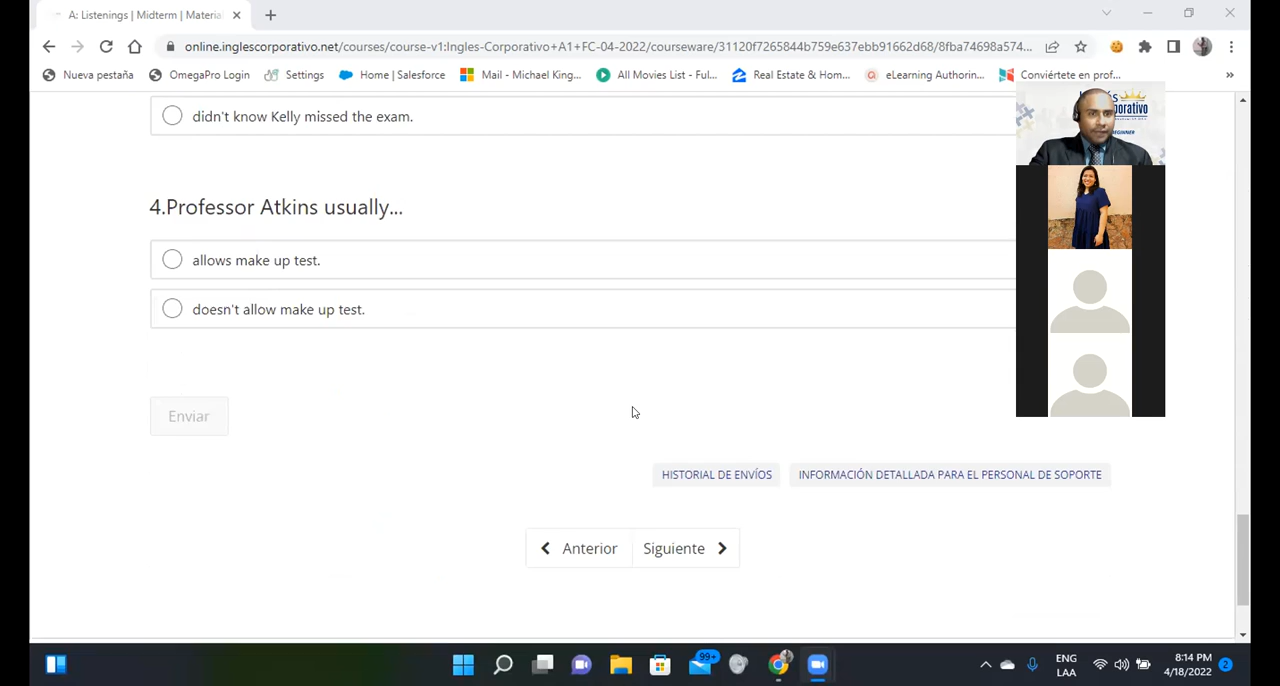 A: Listenings | Midterm | Materia
online.inglescorporativo.net/courses/course-v1:Ingles-Corporativo+A1+FC-04-2022/courseware/31120f7265844b759e637ebb91662d68/8fba74698a574...
Nueva pestaña
OmegaPro Login
Settings
Home | Salesforce
Mail - Michael King...
All Movies List - Ful...
Real Estate & Hom...
eLearning Authorin...
Conviértete en prof...
»
didn't know Kelly missed the exam.
4.Professor Atkins usually...
allows make up test.
doesn't allow make up test.
Enviar
HISTORIAL DE ENVÍOS
INFORMACIÓN DETALLADA PARA EL PERSONAL DE SOPORTE
Anterior
Siguiente
99+
ENG
LAA
8:14 PM
4/18/2022
2